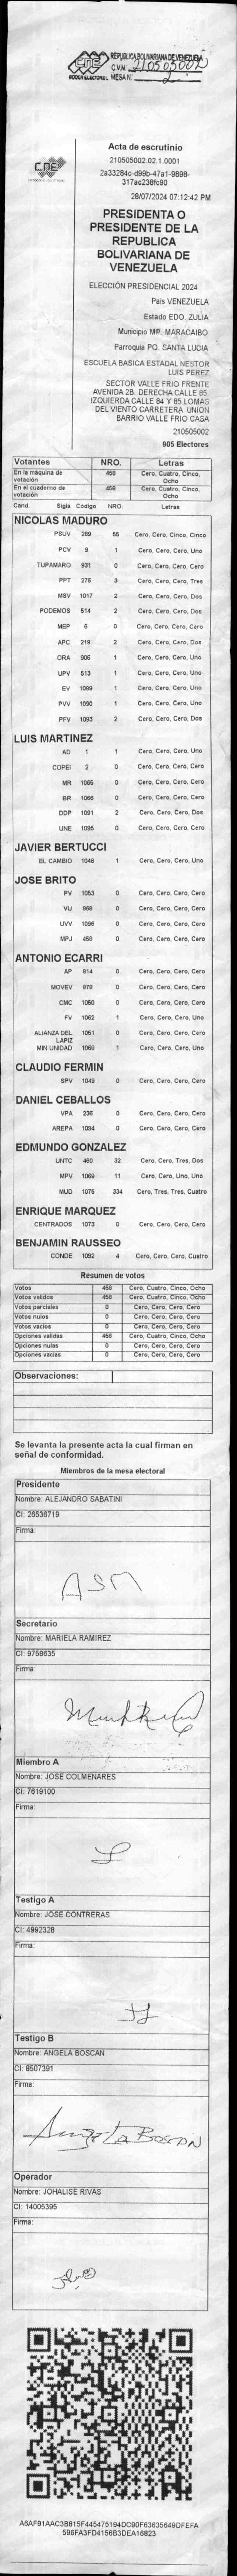 CNE
PODER ELECTORAL
REPÚBLICA BOLIVARIANA DE VENEZUELA
C.V.N. 210505002
MESA N° 2
CNE
Acta de escrutinio
210505002.02.1.0001
2a33284c-d99b-47a1-9898-
317ac238fc90
28/07/2024 07:12:42 PM
PRESIDENTA O
PRESIDENTE DE LA
REPUBLICA
BOLIVARIANA DE
VENEZUELA
ELECCIÓN PRESIDENCIAL 2024
País VENEZUELA
Estado EDO. ZULIA
Municipio MP. MARACAIBO
Parroquia PQ. SANTA LUCIA
ESCUELA BASICA ESTADAL NESTOR
LUIS PEREZ
SECTOR VALLE FRIO FRENTE
AVENIDA 2B. DERECHA CALLE 85.
IZQUIERDA CALLE 84 Y 85 LOMAS
DEL VIENTO CARRETERA UNION
BARRIO VALLE FRIO CASA
210505002
905 Electores
Votantes NRO. Letras
En la máquina de votación 458 Cero, Cuatro, Cinco, Ocho
En el cuaderno de votación 458 Cero, Cuatro, Cinco, Ocho
Cand. Sigla Código NRO. Letras
NICOLAS MADURO
PSUV 259 55 Cero, Cero, Cinco, Cinco
PCV 9 1 Cero, Cero, Cero, Uno
TUPAMARO 931 0 Cero, Cero, Cero, Cero
PPT 276 3 Cero, Cero, Cero, Tres
MSV 1017 2 Cero, Cero, Cero, Dos
PODEMOS 514 2 Cero, Cero, Cero, Dos
MEP 6 0 Cero, Cero, Cero, Cero
APC 219 2 Cero, Cero, Cero, Dos
ORA 906 1 Cero, Cero, Cero, Uno
UPV 513 1 Cero, Cero, Cero, Uno
EV 1089 1 Cero, Cero, Cero, Uno
PVV 1090 1 Cero, Cero, Cero, Uno
PFV 1093 2 Cero, Cero, Cero, Dos
LUIS MARTINEZ
AD 1 1 Cero, Cero, Cero, Uno
COPEI 2 0 Cero, Cero, Cero, Cero
MR 1065 0 Cero, Cero, Cero, Cero
BR 1066 0 Cero, Cero, Cero, Cero
DDP 1091 2 Cero, Cero, Cero, Dos
UNE 1095 0 Cero, Cero, Cero, Cero
JAVIER BERTUCCI
EL CAMBIO 1048 1 Cero, Cero, Cero, Uno
JOSE BRITO
PV 1053 0 Cero, Cero, Cero, Cero
VU 968 0 Cero, Cero, Cero, Cero
UVV 1096 0 Cero, Cero, Cero, Cero
MPJ 458 0 Cero, Cero, Cero, Cero
ANTONIO ECARRI
AP 814 0 Cero, Cero, Cero, Cero
MOVEV 978 0 Cero, Cero, Cero, Cero
CMC 1050 0 Cero, Cero, Cero, Cero
FV 1062 1 Cero, Cero, Cero, Uno
ALIANZA DEL LAPIZ 1051 0 Cero, Cero, Cero, Cero
MIN UNIDAD 1068 1 Cero, Cero, Cero, Uno
CLAUDIO FERMIN
SPV 1049 0 Cero, Cero, Cero, Cero
DANIEL CEBALLOS
VPA 236 0 Cero, Cero, Cero, Cero
AREPA 1094 0 Cero, Cero, Cero, Cero
EDMUNDO GONZALEZ
UNTC 460 32 Cero, Cero, Tres, Dos
MPV 1069 11 Cero, Cero, Uno, Uno
MUD 1075 334 Cero, Tres, Tres, Cuatro
ENRIQUE MARQUEZ
CENTRADOS 1073 0 Cero, Cero, Cero, Cero
BENJAMIN RAUSSEO
CONDE 1092 4 Cero, Cero, Cero, Cuatro
Resumen de votos
Votos 458 Cero, Cuatro, Cinco, Ocho
Votos validos 458 Cero, Cuatro, Cinco, Ocho
Votos parciales 0 Cero, Cero, Cero, Cero
Votos nulos 0 Cero, Cero, Cero, Cero
Votos vacios 0 Cero, Cero, Cero, Cero
Opciones validas 458 Cero, Cuatro, Cinco, Ocho
Opciones nulas 0 Cero, Cero, Cero, Cero
Opciones vacias 0 Cero, Cero, Cero, Cero
Observaciones:
Se levanta la presente acta la cual firman en
señal de conformidad.
Miembros de la mesa electoral
Presidente
Nombre: ALEJANDRO SABATINI
CI: 26536719
Firma:
ASM
Secretario
Nombre: MARIELA RAMIREZ
CI: 9758635
Firma:
Miembro A
Nombre: JOSE COLMENARES
CI: 7619100
Firma:
Testigo A
Nombre: JOSE CONTRERAS
CI: 4992328
Firma:
Testigo B
Nombre: ANGELA BOSCAN
CI: 8507391
Firma:
Angela BoscAN
Operador
Nombre: JOHALISE RIVAS
CI: 14005395
Firma:
A6AF91AAC3B815F445475194DC90F63635649DFEFA
596FA3FD4156B3DEA16823